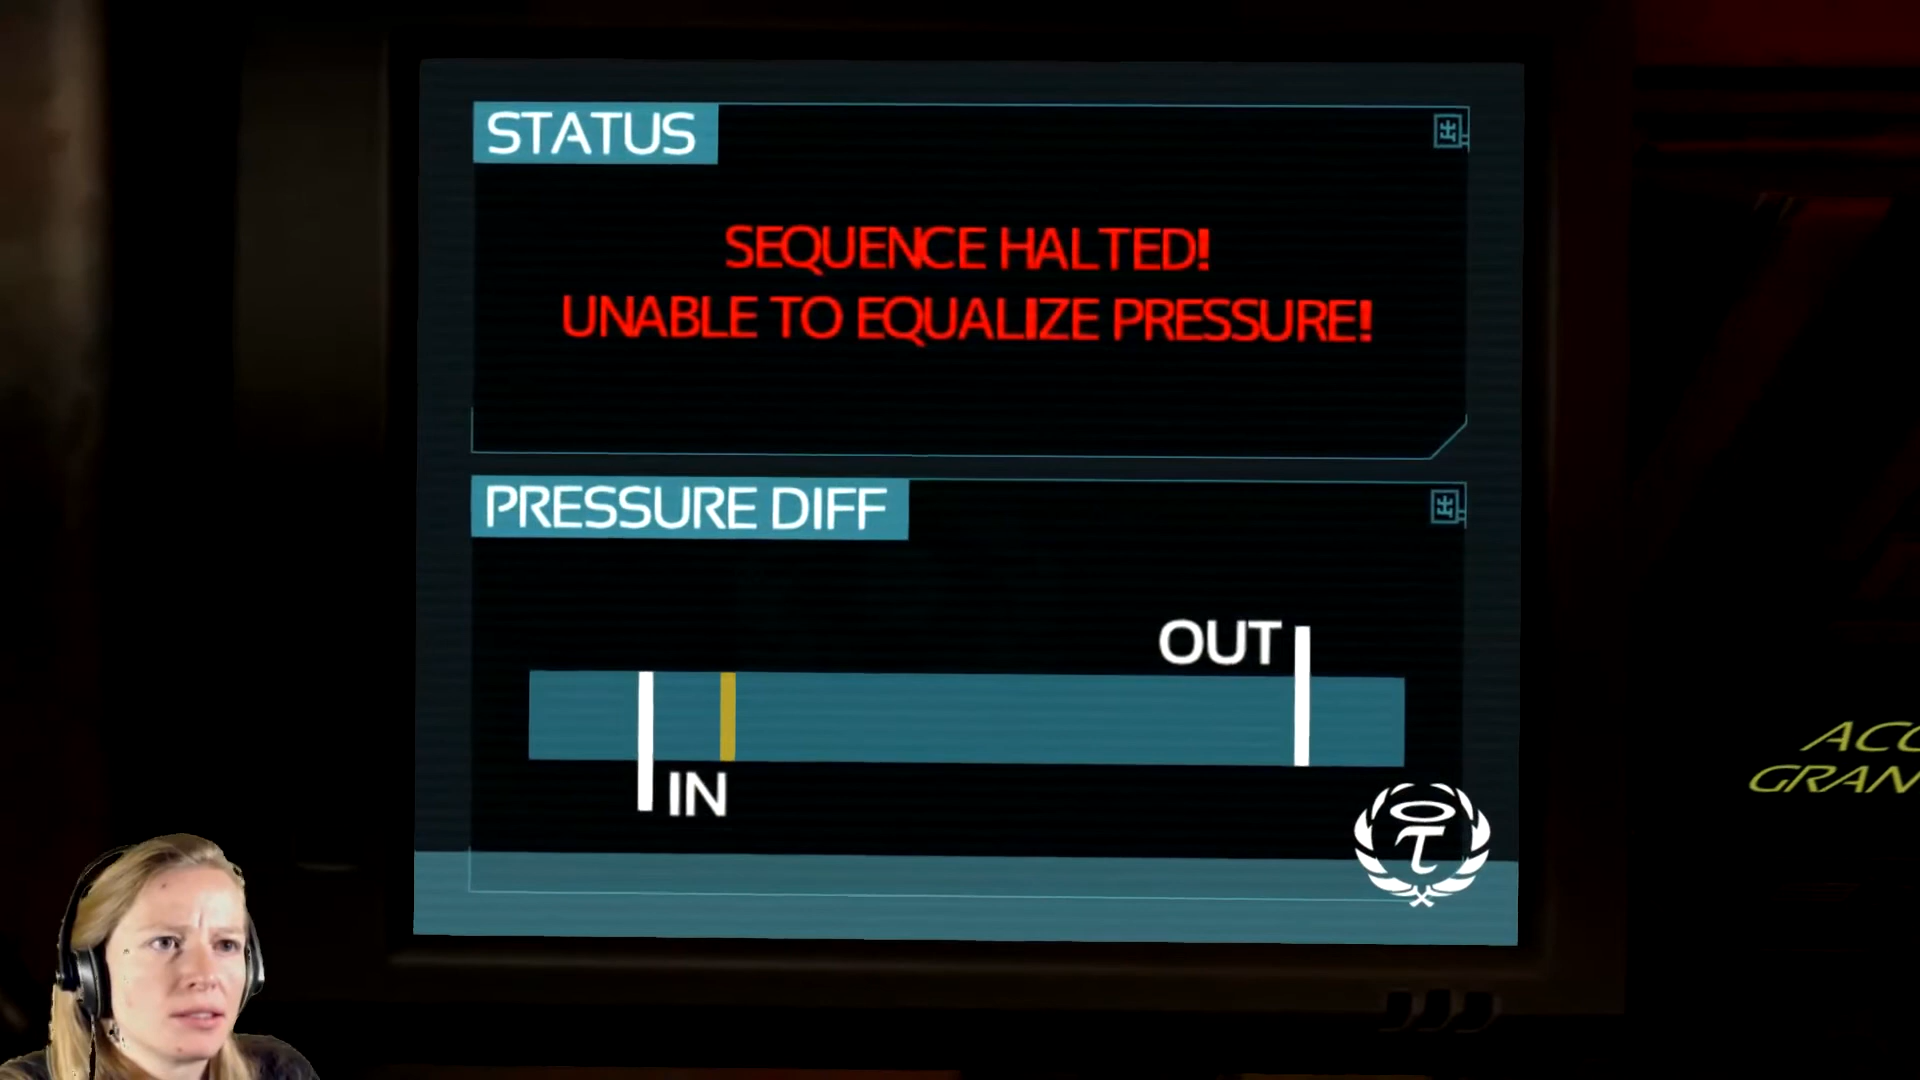 STATUS
SEQUENCE HALTED!
UNABLE TO EQUALIZE PRESSURE!
PRESSURE DIFF
OUT
IN
τ